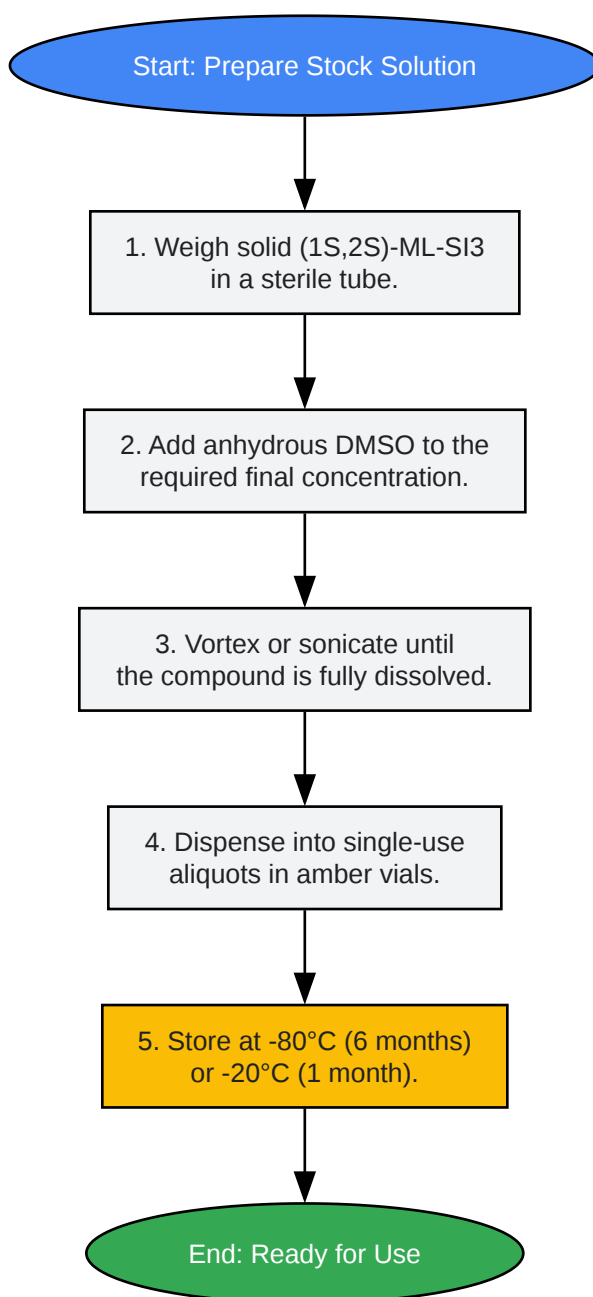 Start: Prepare Stock Solution
1. Weigh solid (1S,2S)-ML-SI3
in a sterile tube.
2. Add anhydrous DMSO to the
required final concentration.
3. Vortex or sonicate until
the compound is fully dissolved.
4. Dispense into single-use
aliquots in amber vials.
5. Store at -80°C (6 months)
or -20°C (1 month).
End: Ready for Use